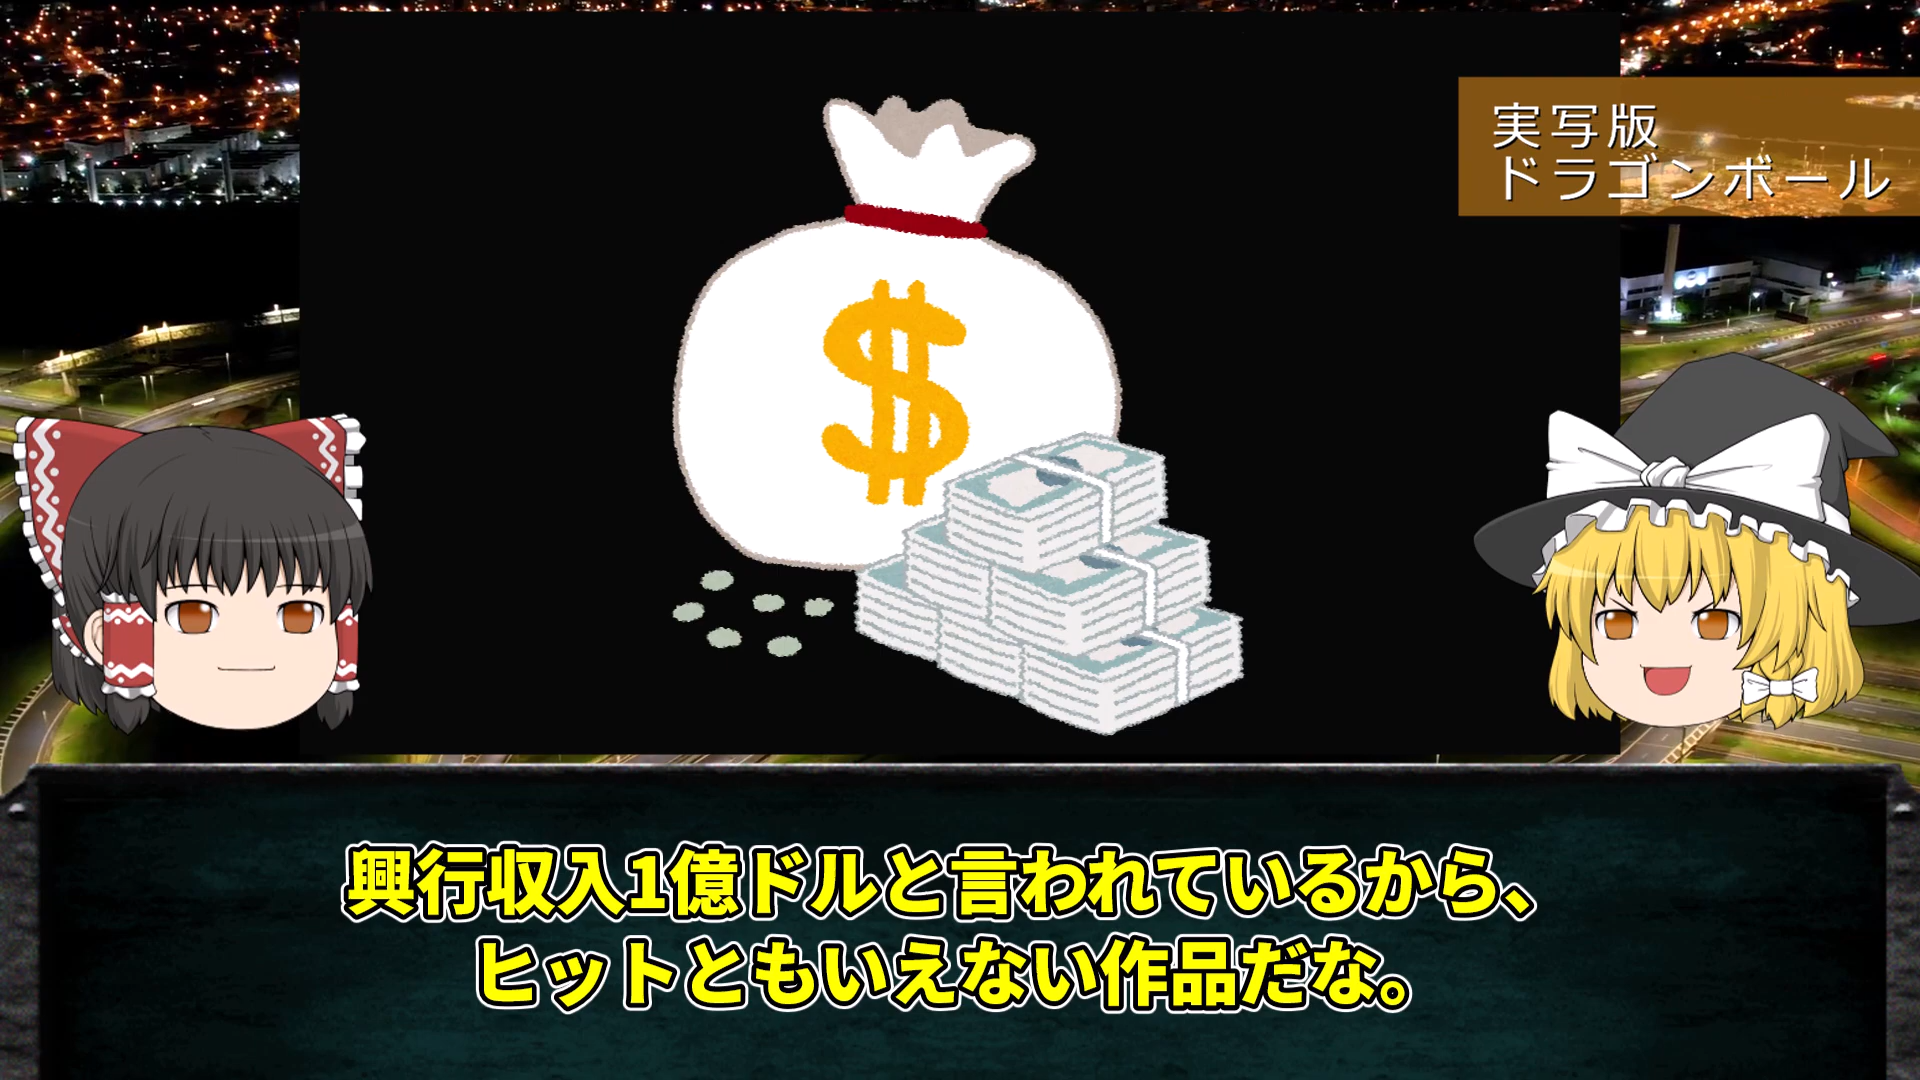 実写版
ドラゴンボール
$
興行収入1億ドルと言われているから、
ヒットともいえない作品だな。